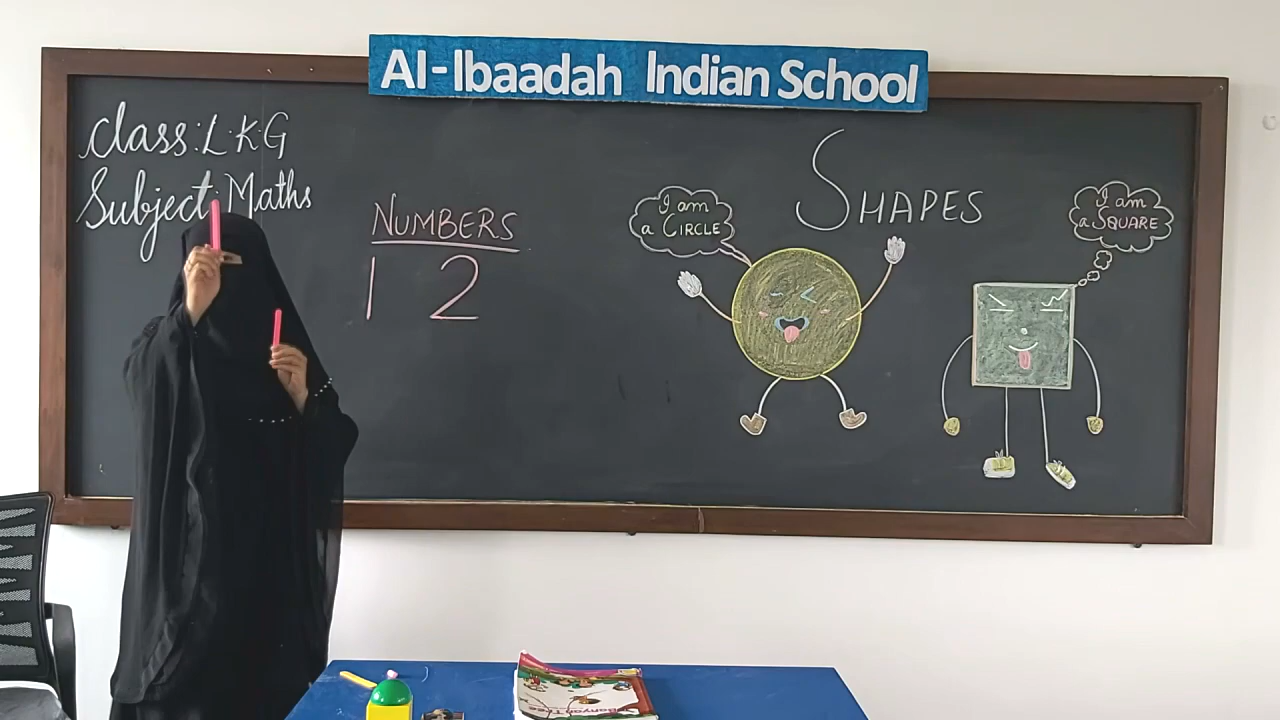 Al-Ibaadah Indian School
Class: L.K.G
Subject: Maths
NUMBERS
1 2
SHAPES
I am
a CIRCLE
I am
a SQUARE